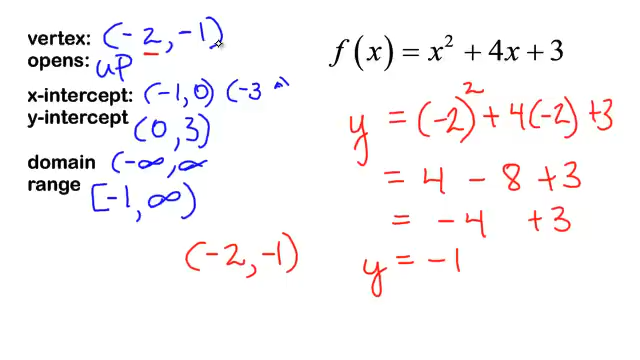 vertex: (-2, -1)
opens: uP
x-intercept: (-1, 0) (-3
y-intercept (0, 3)
domain (-∞, ∞
range [-1, ∞)
(-2, -1)
f(x) = x² + 4x + 3
y = (-2)² + 4(-2) + 3
= 4 - 8 + 3
= -4 + 3
y = -1